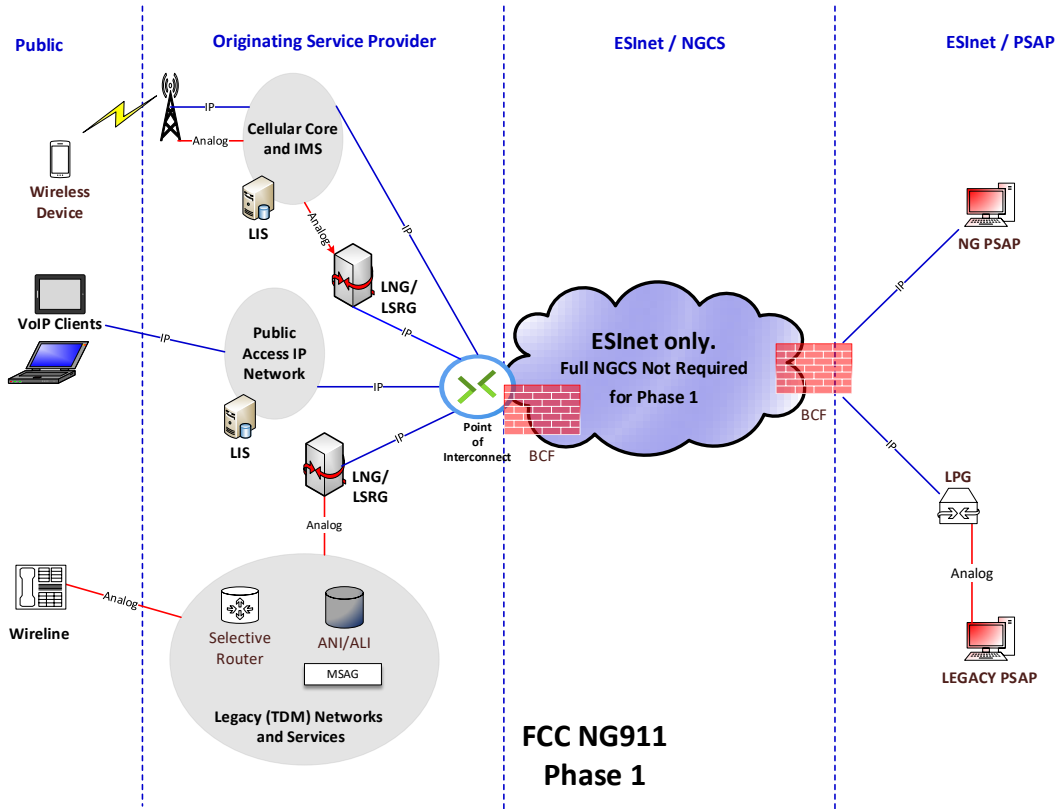 Public
Originating Service Provider
ESInet / NGCS
ESInet / PSAP
IP
Analog
Cellular Core
and IMS
Wireless
Device
LIS
Analog
IP
LNG/
LSRG
IP
VoIP Clients
IP
Public
Access IP
Network
IP
LIS
ESInet only.
Full NGCS Not Required
for Phase 1
Point
of
Interconnect
BCF
BCF
IP
NG PSAP
IP
LPG
Analog
LEGACY PSAP
IP
LNG/
LSRG
Analog
Wireline
Analog
Selective
Router
ANI/ALI
MSAG
Legacy (TDM) Networks
and Services
FCC NG911
Phase 1